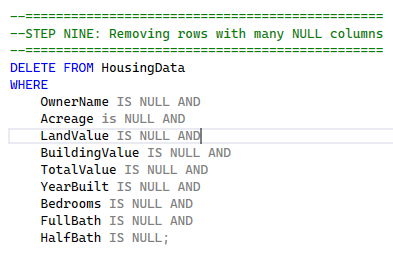 --==============================================
--STEP NINE: Removing rows with many NULL columns
--==============================================
DELETE FROM HousingData
WHERE
    OwnerName IS NULL AND
    Acreage is NULL AND
    LandValue IS NULL AND
    BuildingValue IS NULL AND
    TotalValue IS NULL AND
    YearBuilt IS NULL AND
    Bedrooms IS NULL AND
    FullBath IS NULL AND
    HalfBath IS NULL;